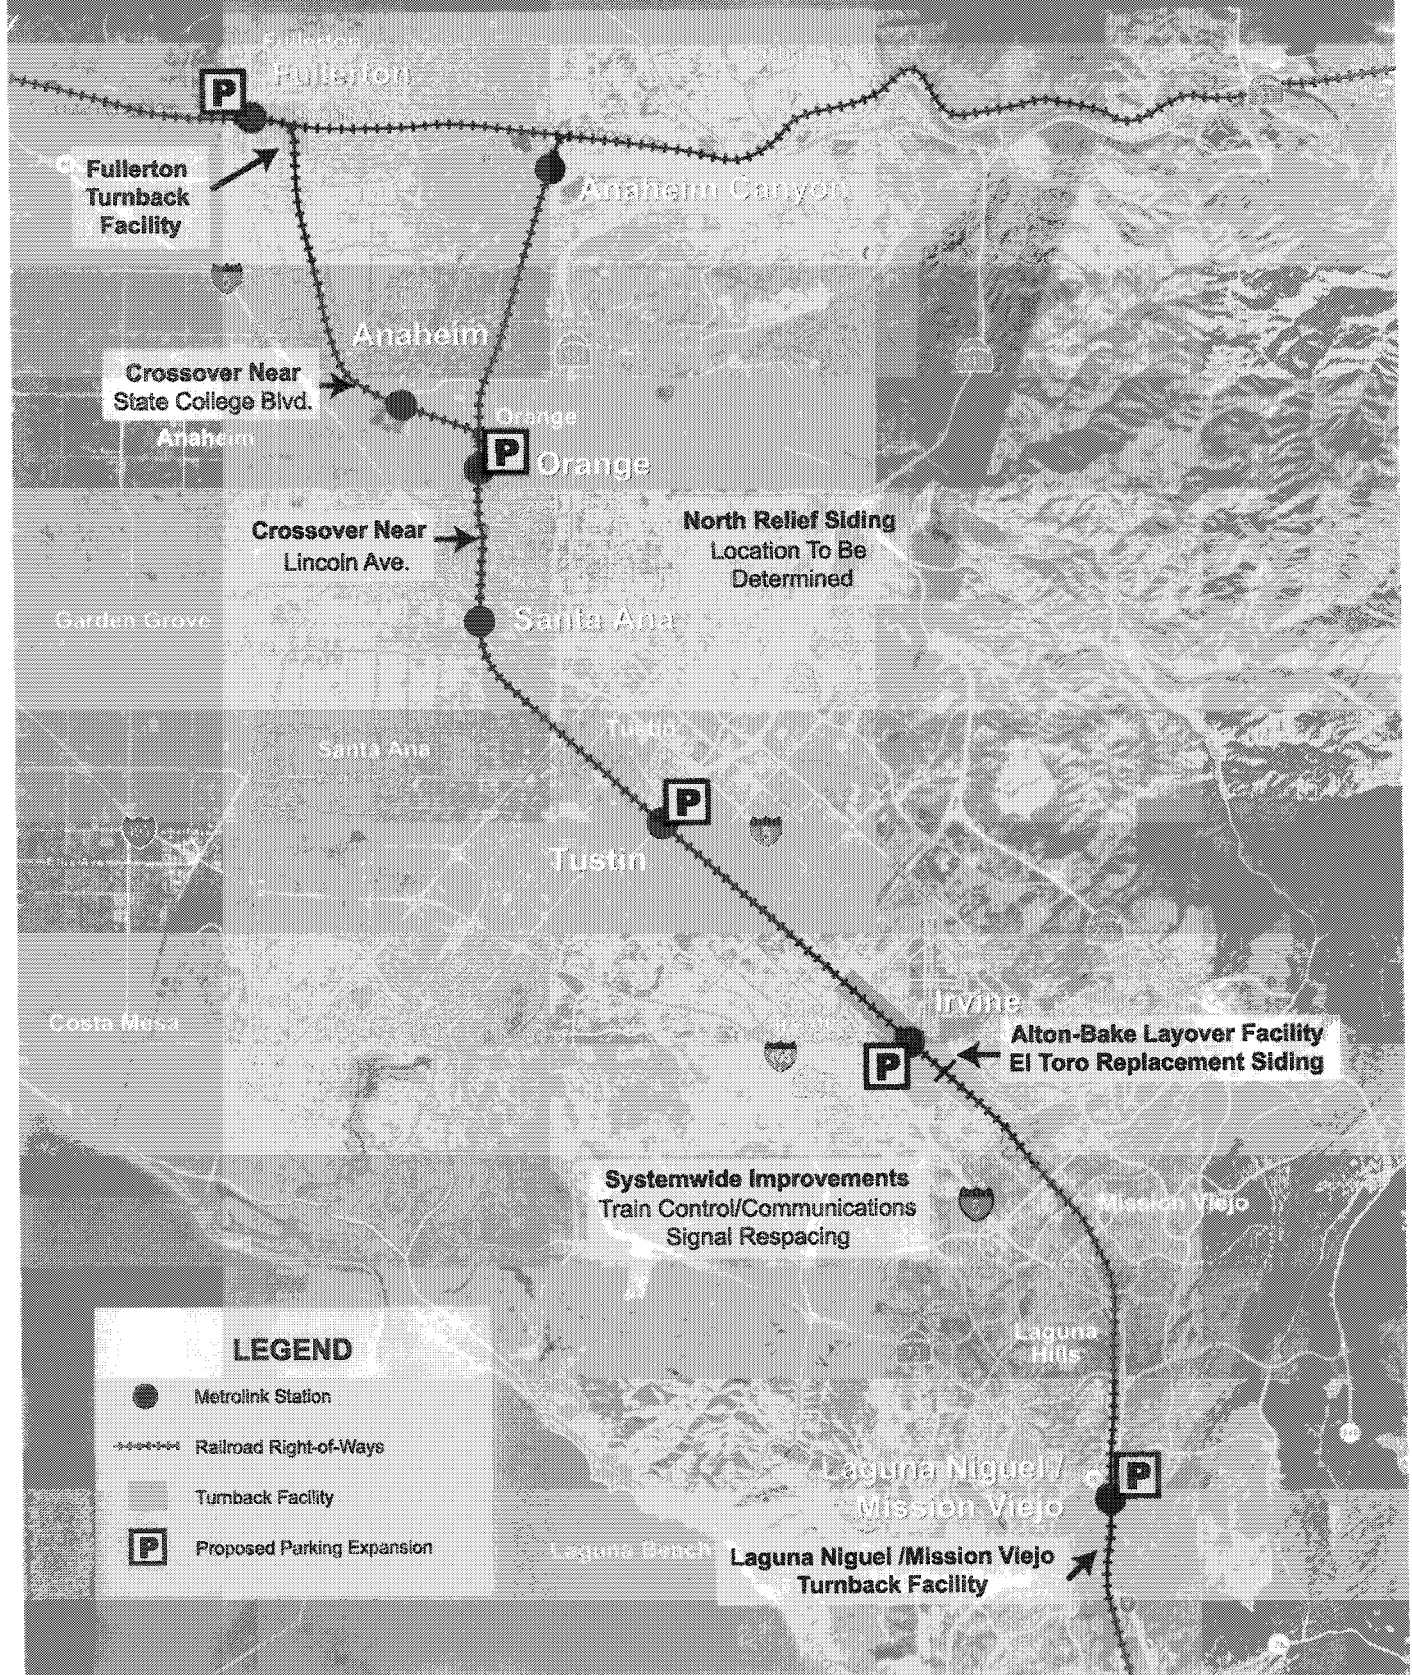 Fullerton
Fullerton
P
Fullerton
Turnback
Facility
Anaheim Canyon
Anaheim
Crossover Near
State College Blvd.
Anaheim
Orange
P
Orange
Crossover Near
Lincoln Ave.
North Relief Siding
Location To Be
Determined
Garden Grove
Santa Ana
Tustin
Santa Ana
P
5
Tustin
Irvine
Costa Mesa
Alton-Bake Layover Facility
El Toro Replacement Siding
P
Systemwide Improvements
Train Control/Communications
Signal Respacing
5
Mission Viejo
Laguna
Hills
LEGEND
Metrolink Station
Railroad Right-of-Ways
Turnback Facility
P
Proposed Parking Expansion
Laguna Niguel /
Mission Viejo
P
Laguna Beach
Laguna Niguel /Mission Viejo
Turnback Facility